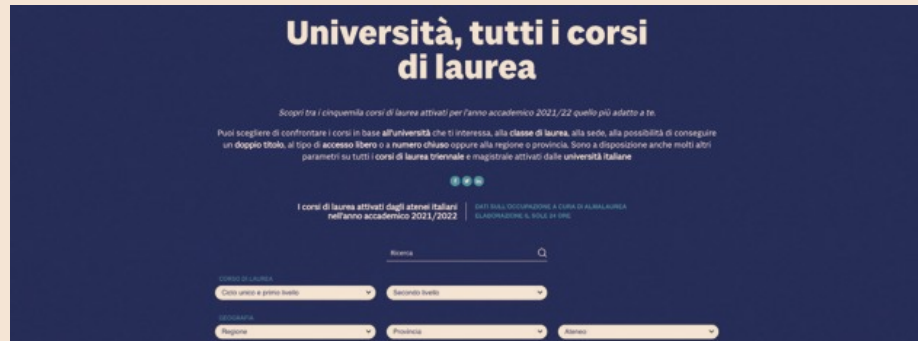 Università, tutti i corsi
di laurea
Scopri tra i cinquemila corsi di laurea attivati per l'anno accademico 2021/22 quello più adatto a te.
Puoi scegliere di confrontare i corsi in base all'università che ti interessa, alla classe di laurea, alla sede, alla possibilità di conseguire
un doppio titolo, al tipo di accesso libero o a numero chiuso oppure alla regione o provincia. Sono a disposizione anche molti altri
parametri su tutti i corsi di laurea triennale e magistrale attivati dalle università italiane
I corsi di laurea attivati dagli atenei italiani
nell'anno accademico 2021/2022
DATI SULL'OCCUPAZIONE A CURA DI ALMALAUREA
ELABORAZIONE IL SOLE 24 ORE
Ricerca
CORSO DI LAUREA
Ciclo unico e primo livello
Secondo livello
GEOGRAFIA
Regione
Provincia
Ateneo